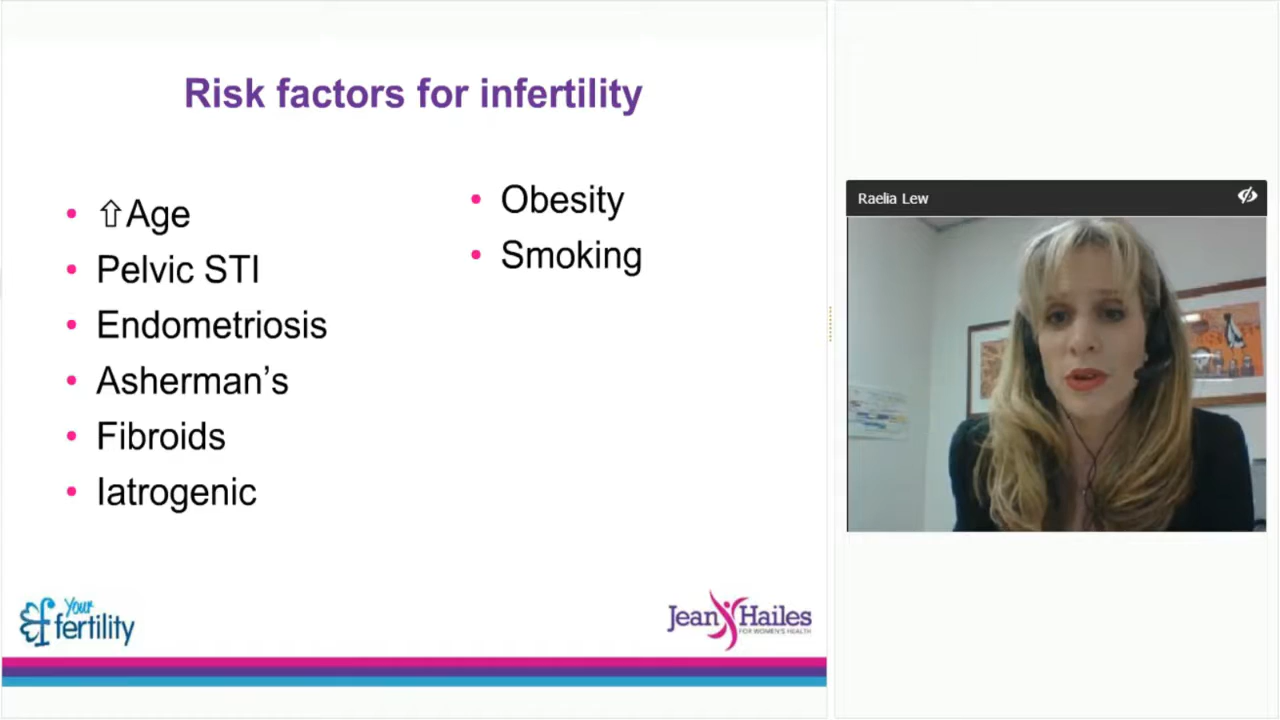 Risk factors for infertility
• ⇧Age
• Pelvic STI
• Endometriosis
• Asherman’s
• Fibroids
• Iatrogenic
• Obesity
• Smoking
Your
fertility
Jean Hailes
FOR WOMEN'S HEALTH
Raelia Lew